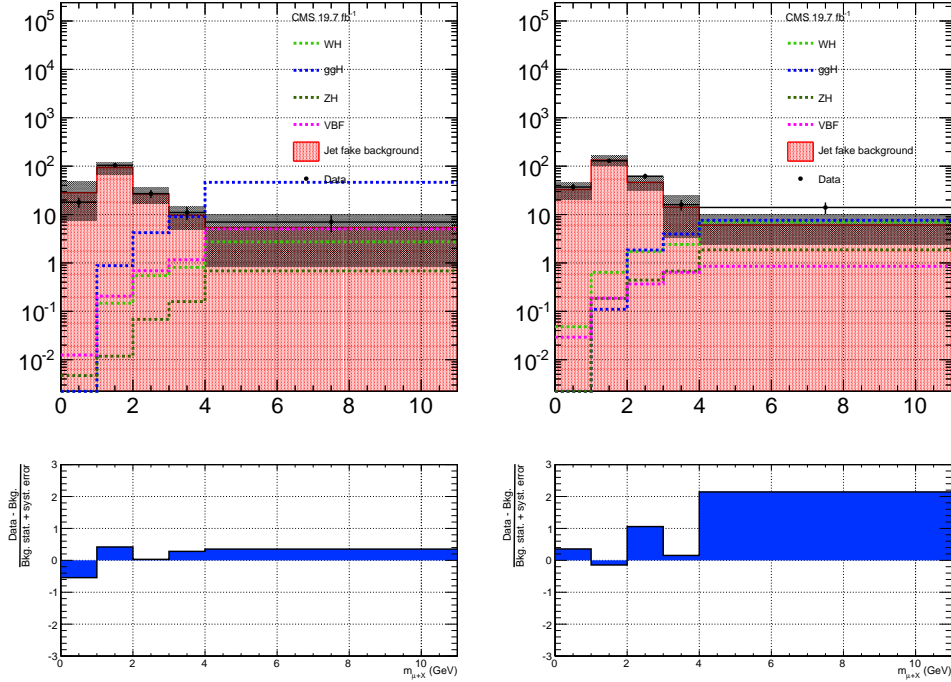 CMS 19.7 fb⁻¹
WH
ggH
ZH
VBF
Jet fake background
Data
10⁵
10⁴
10³
10²
10
1
10⁻¹
10⁻²
0 2 4 6 8 10
CMS 19.7 fb⁻¹
WH
ggH
ZH
VBF
Jet fake background
Data
10⁵
10⁴
10³
10²
10
1
10⁻¹
10⁻²
0 2 4 6 8 10
Data - Bkg.
Bkg. stat. + syst. error
3
2
1
0
-1
-2
-3
0 2 4 6 8 10
m_μ+X (GeV)
Data - Bkg.
Bkg. stat. + syst. error
3
2
1
0
-1
-2
-3
0 2 4 6 8 10
m_μ+X (GeV)